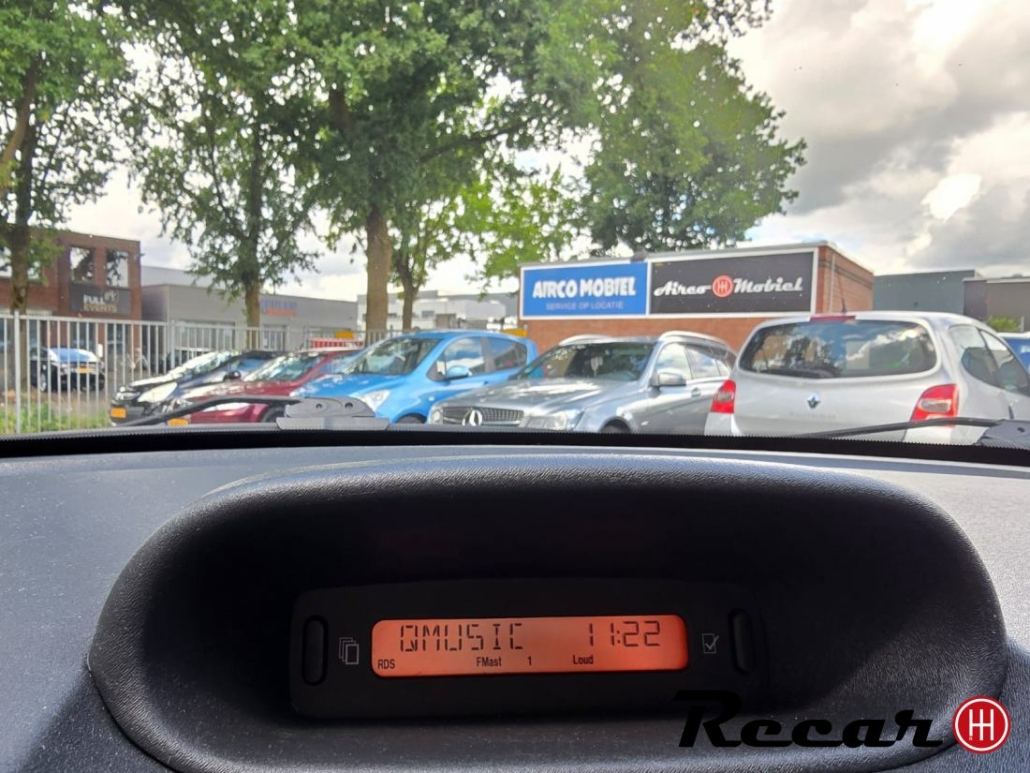 AIRCO MOBIEL
SERVICE OP LOCATIE
Airco Mobiel
FULL
EVENTS
QMUSIC 11:22
RDS FMast 1 Loud
Recar